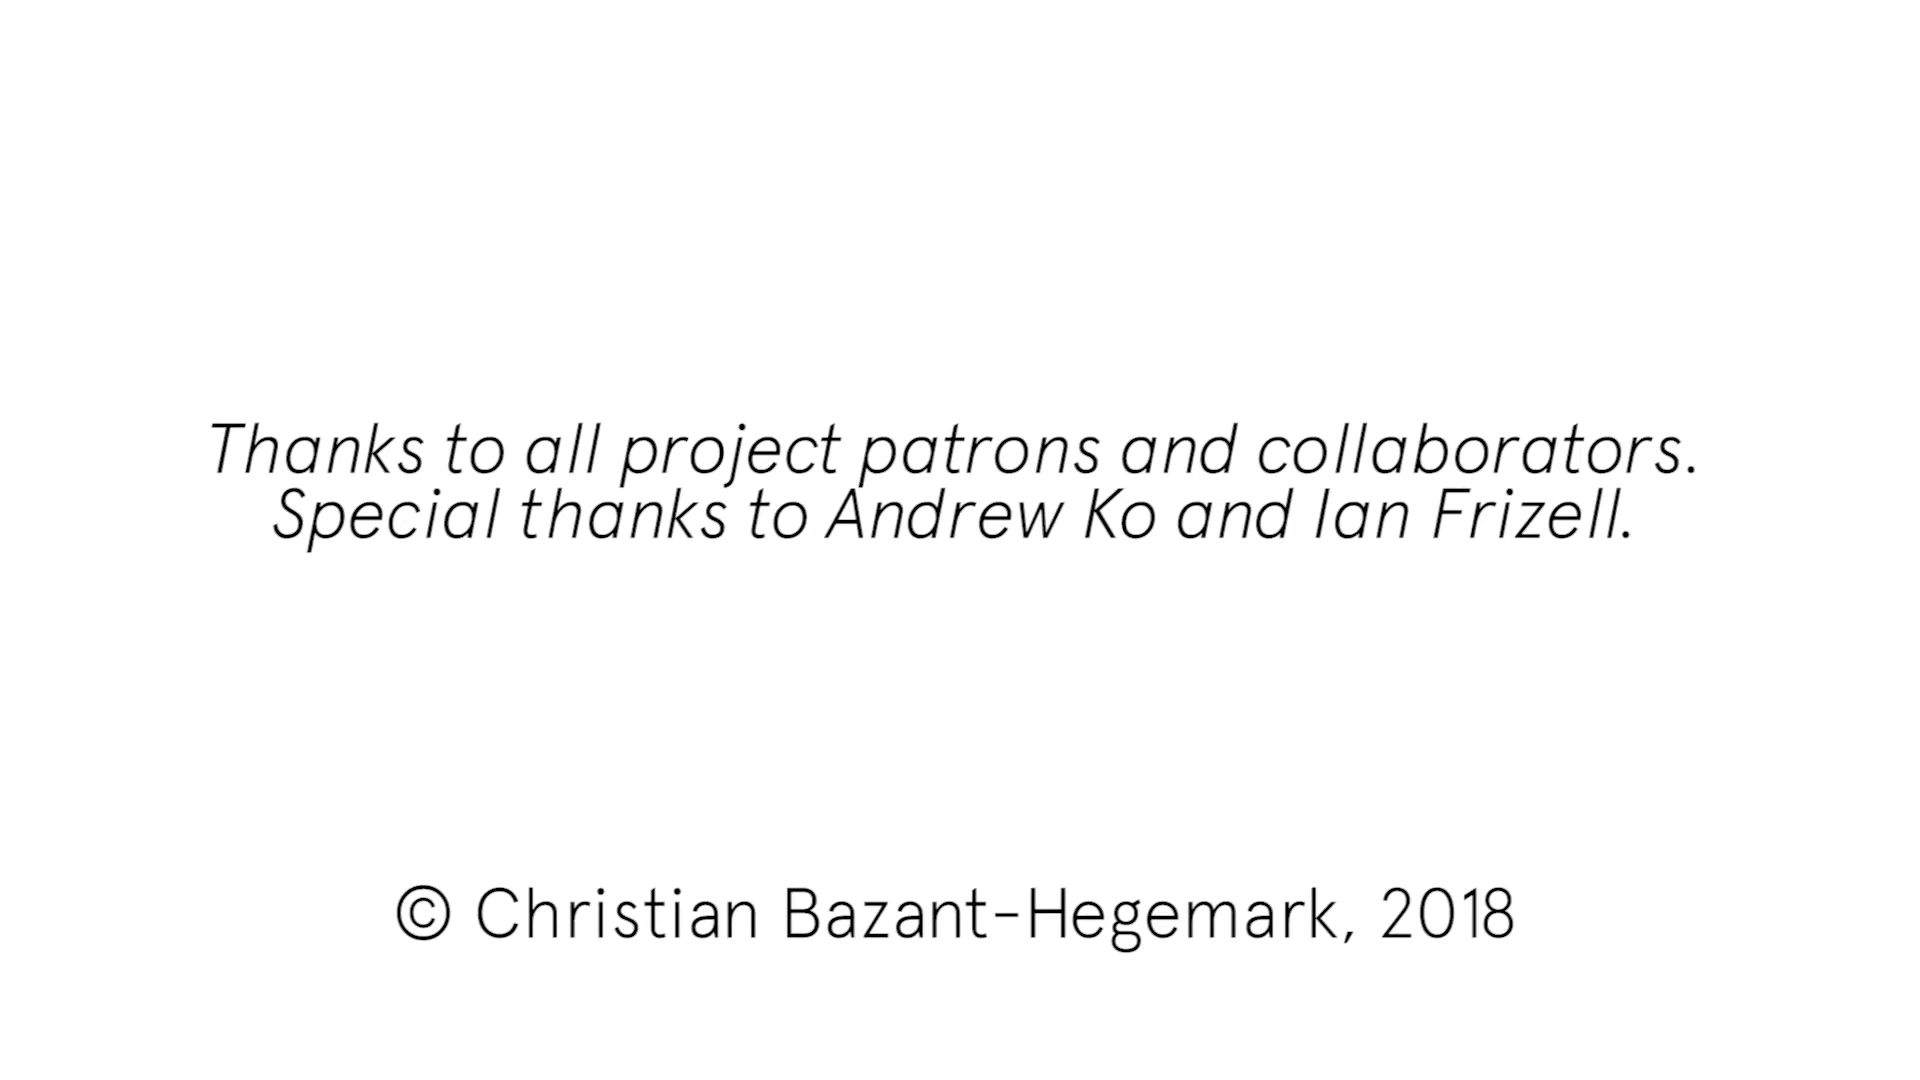 Thanks to all project patrons and collaborators.
Special thanks to Andrew Ko and Ian Frizell.
© Christian Bazant-Hegemark, 2018